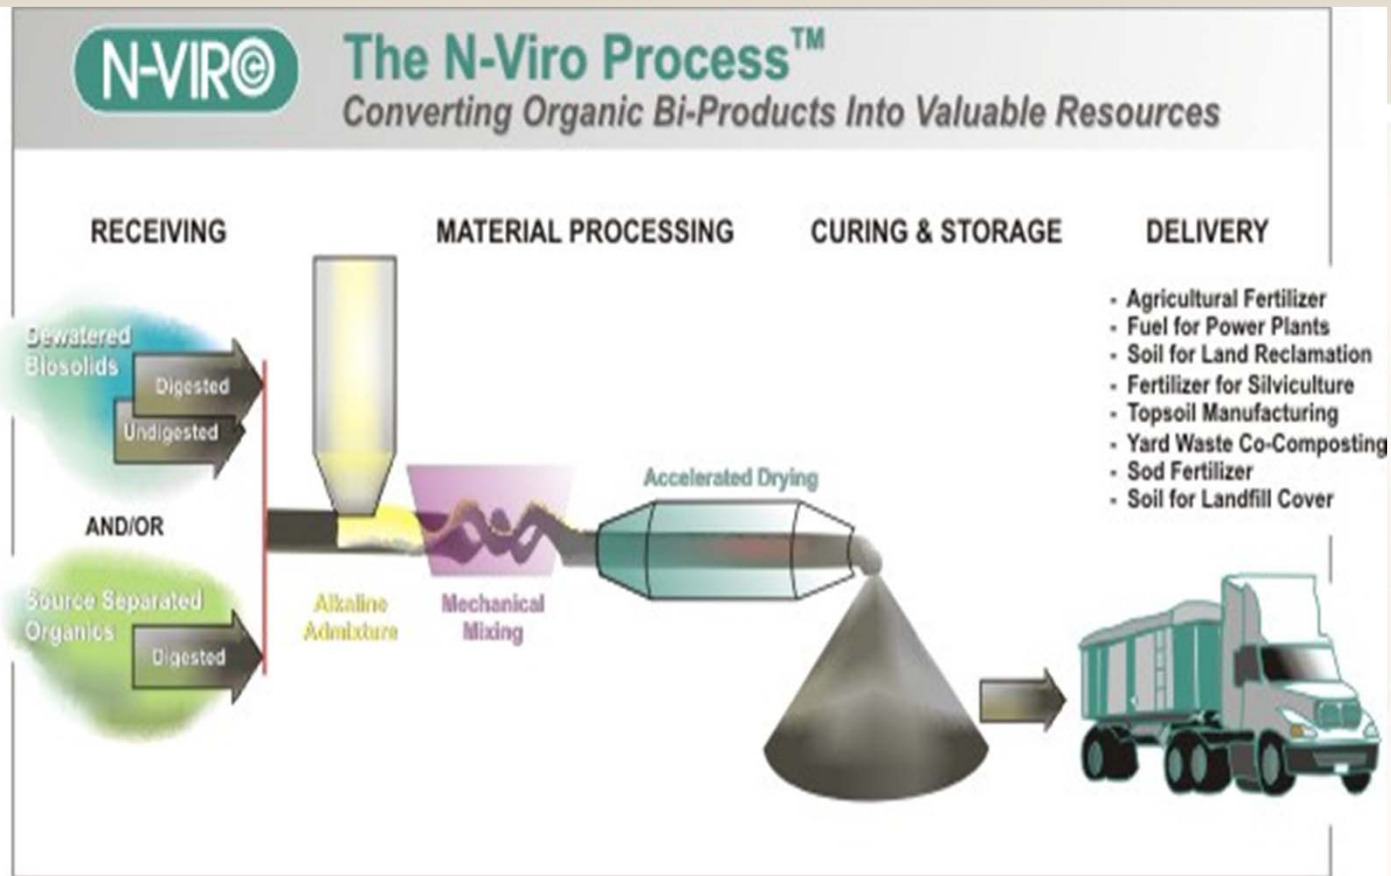 N-VIRO
The N-Viro Process™
Converting Organic Bi-Products Into Valuable Resources
RECEIVING
MATERIAL PROCESSING
CURING & STORAGE
DELIVERY
Dewatered
Biosolids
Digested
Undigested
AND/OR
Source Separated
Organics
Digested
Alkaline
Admixture
Mechanical
Mixing
Accelerated Drying
- Agricultural Fertilizer
- Fuel for Power Plants
- Soil for Land Reclamation
- Fertilizer for Silviculture
- Topsoil Manufacturing
- Yard Waste Co-Composting
- Sod Fertilizer
- Soil for Landfill Cover